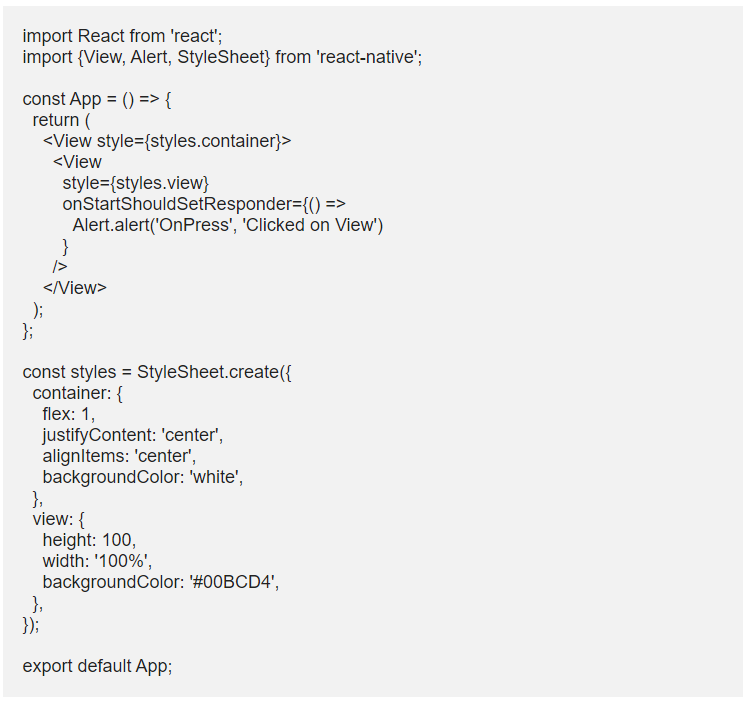 import React from 'react';
import {View, Alert, StyleSheet} from 'react-native';

const App = () => {
  return (
    <View style={styles.container}>
      <View
        style={styles.view}
        onStartShouldSetResponder={() =>
          Alert.alert('OnPress', 'Clicked on View')
        }
      />
    </View>
  );
};

const styles = StyleSheet.create({
  container: {
    flex: 1,
    justifyContent: 'center',
    alignItems: 'center',
    backgroundColor: 'white',
  },
  view: {
    height: 100,
    width: '100%',
    backgroundColor: '#00BCD4',
  },
});

export default App;